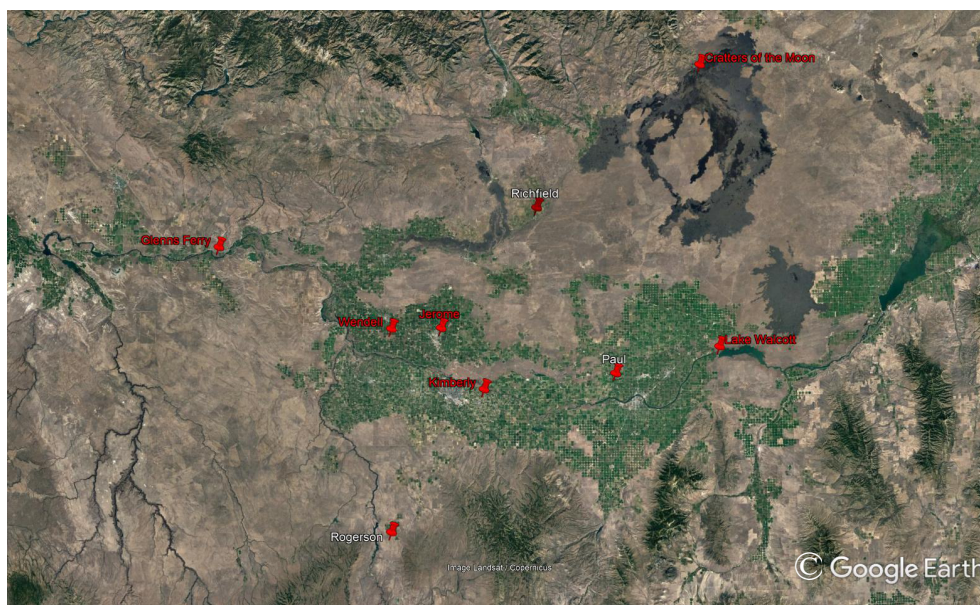 Craters of the Moon
Richfield
Glenns Ferry
Wendell
Jerome
Lake Walcott
Paul
Kimberly
Rogerson
Image Landsat / Copernicus
© Google Earth